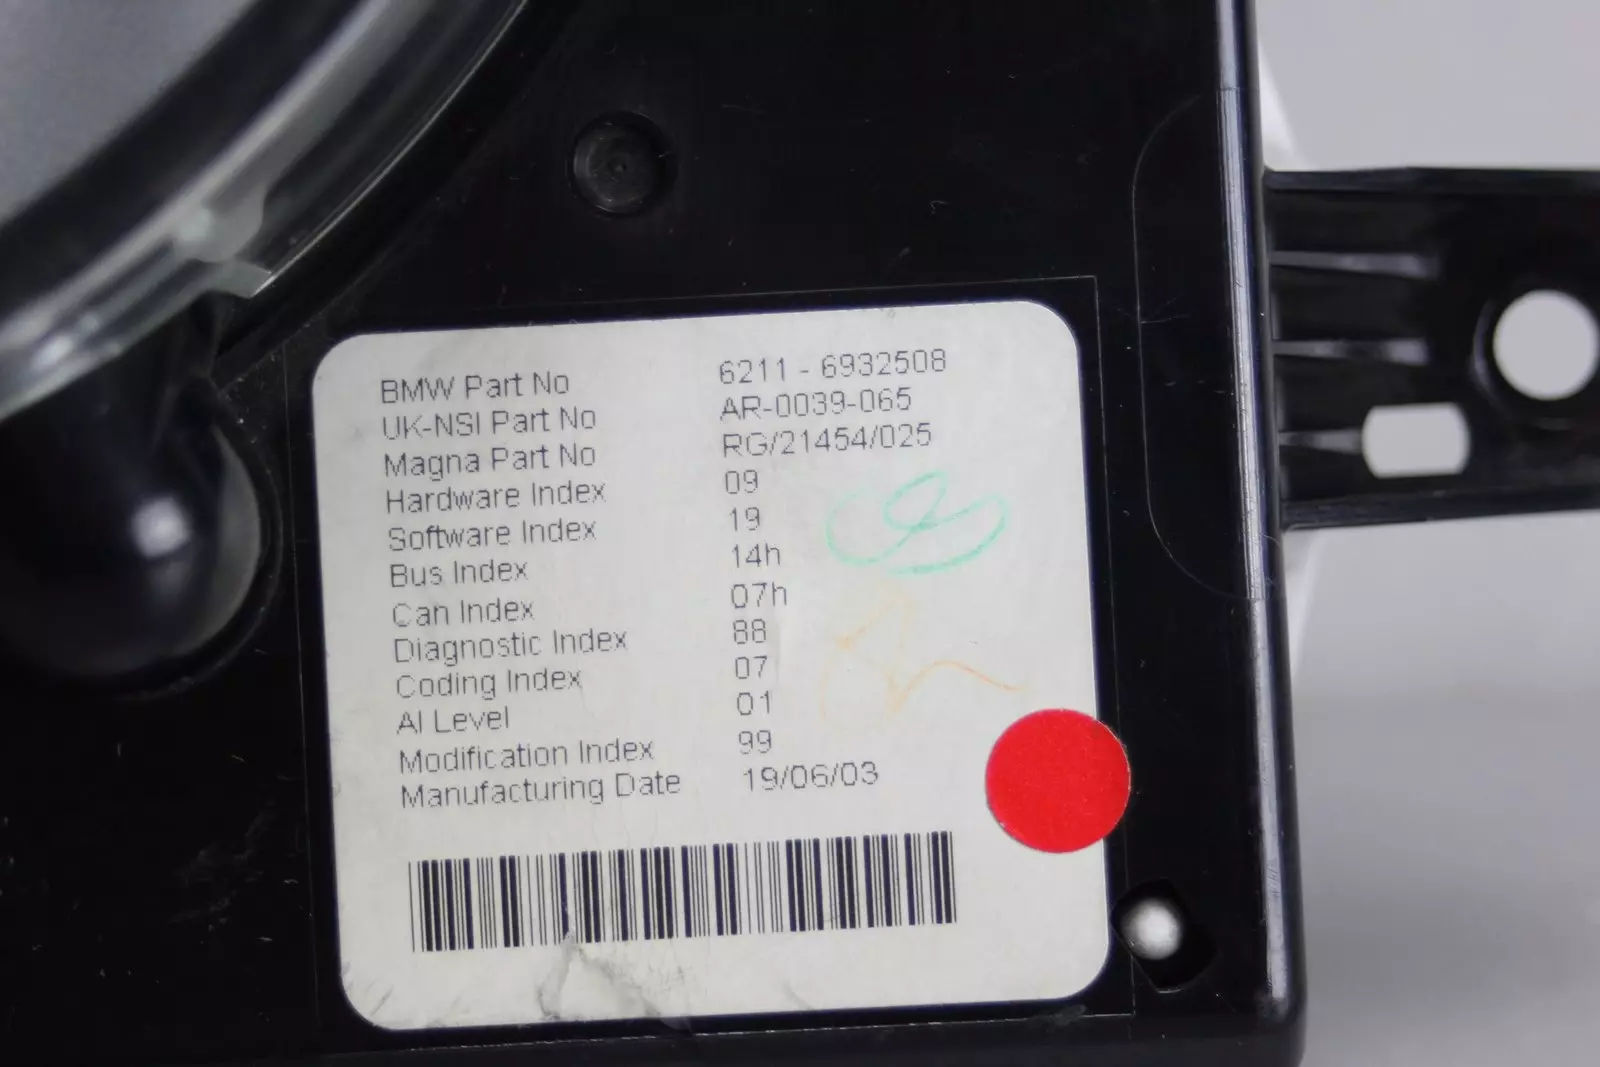 BMW Part No 6211 - 6932508
UK-NSI Part No AR-0039-065
Magna Part No RG/21454/025
Hardware Index 09
Software Index 19
Bus Index 14h
Can Index 07h
Diagnostic Index 88
Coding Index 07
AI Level 01
Modification Index 99
Manufacturing Date 19/06/03